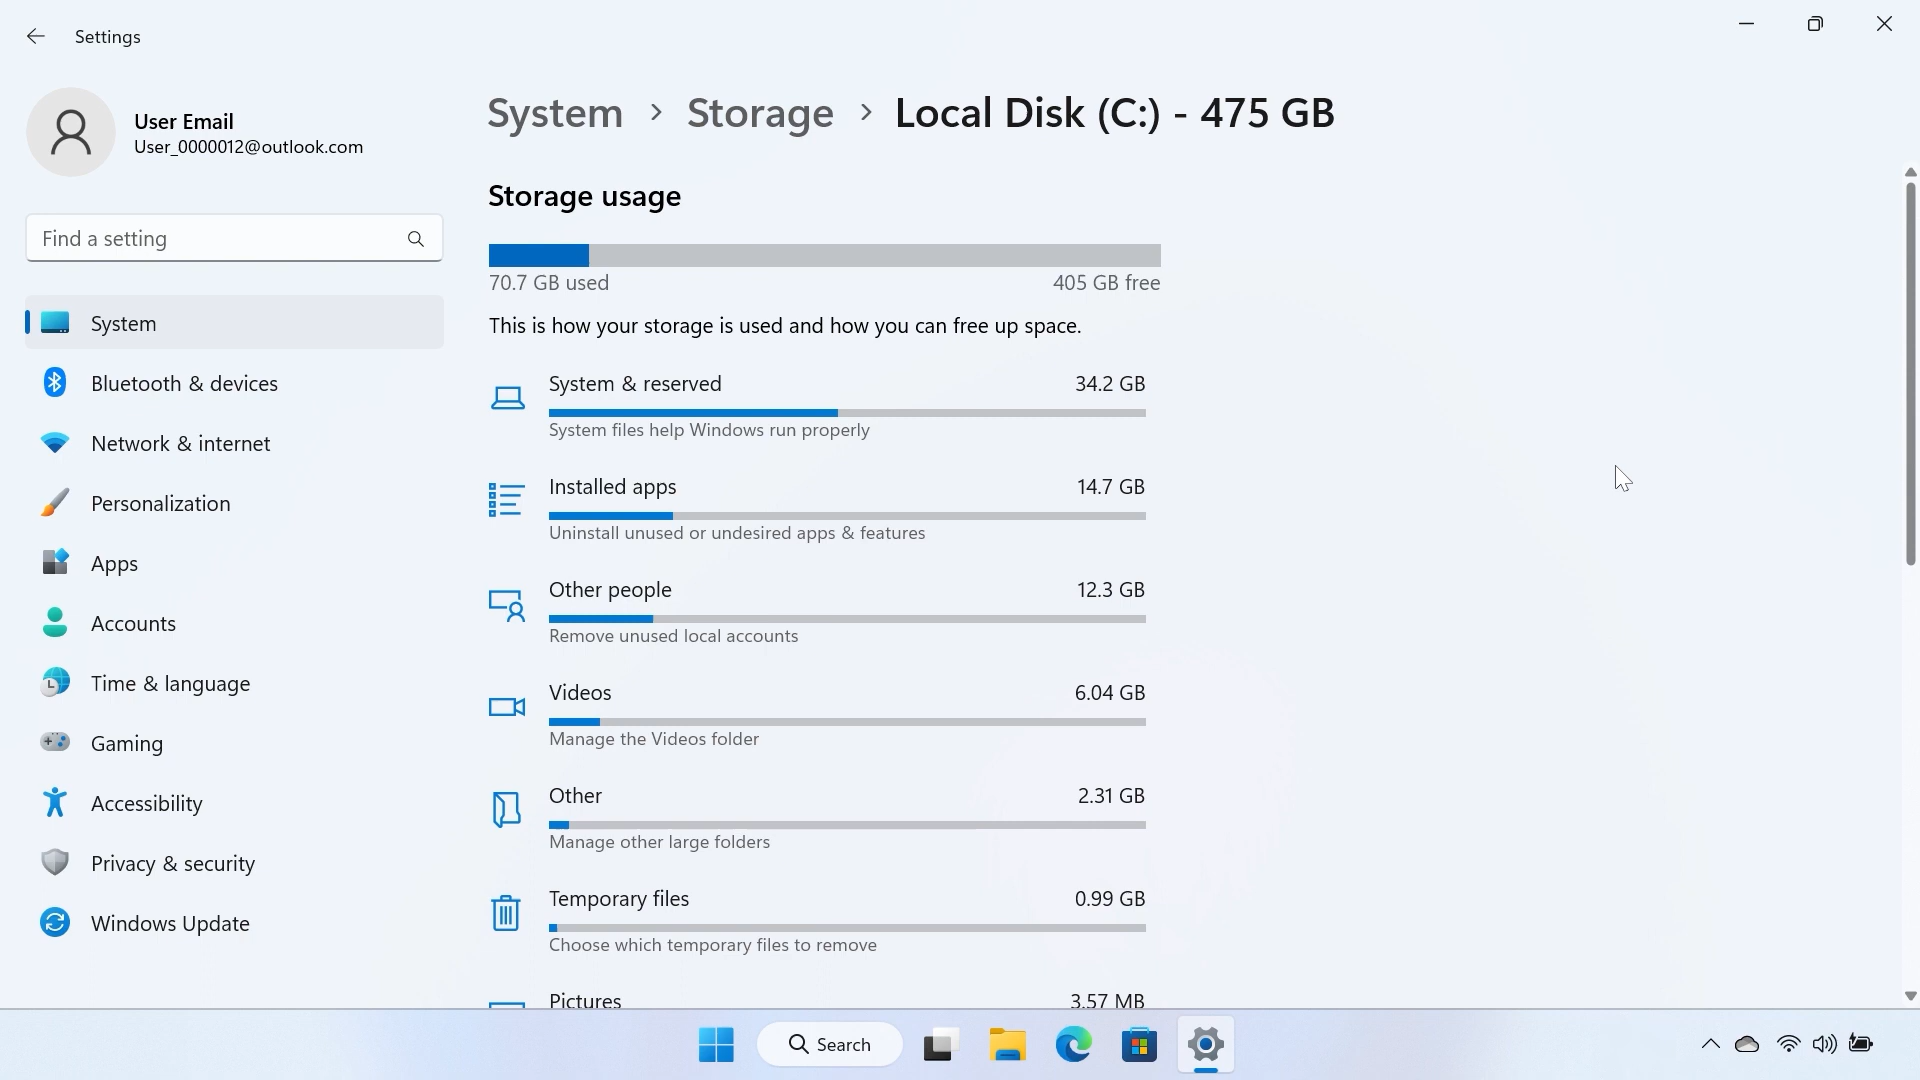 Settings
User Email
User_0000012@outlook.com
Find a setting
System
Bluetooth & devices
Network & internet
Personalization
Apps
Accounts
Time & language
Gaming
Accessibility
Privacy & security
Windows Update
System > Storage > Local Disk (C:) - 475 GB
Storage usage
70.7 GB used 405 GB free
This is how your storage is used and how you can free up space.
System & reserved 34.2 GB
System files help Windows run properly
Installed apps 14.7 GB
Uninstall unused or undesired apps & features
Other people 12.3 GB
Remove unused local accounts
Videos 6.04 GB
Manage the Videos folder
Other 2.31 GB
Manage other large folders
Temporary files 0.99 GB
Choose which temporary files to remove
Pictures 3.57 MB
Search